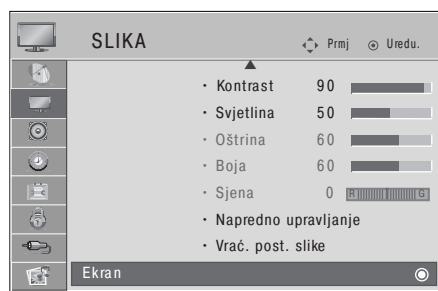 SLIKA Prmj Uredu.
· Kontrast 90
· Svjetlina 50
· Oštrina 60
· Boja 60
· Sjena 0 R G
· Napredno upravljanje
· Vrać. post. slike
Ekran